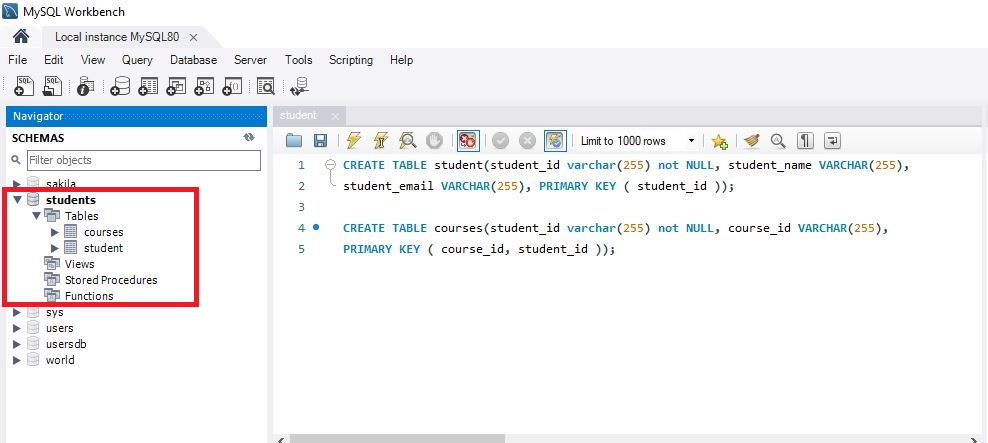 MySQL Workbench
Local instance MySQL80 ×
File Edit View Query Database Server Tools Scripting Help
SQL SQL
Navigator
SCHEMAS
Filter objects
sakila
students
Tables
courses
student
Views
Stored Procedures
Functions
sys
users
usersdb
world
student ×
Limit to 1000 rows
1 CREATE TABLE student(student_id varchar(255) not NULL, student_name VARCHAR(255),
2 student_email VARCHAR(255), PRIMARY KEY ( student_id ));
3
4 CREATE TABLE courses(student_id varchar(255) not NULL, course_id VARCHAR(255),
5 PRIMARY KEY ( course_id, student_id ));